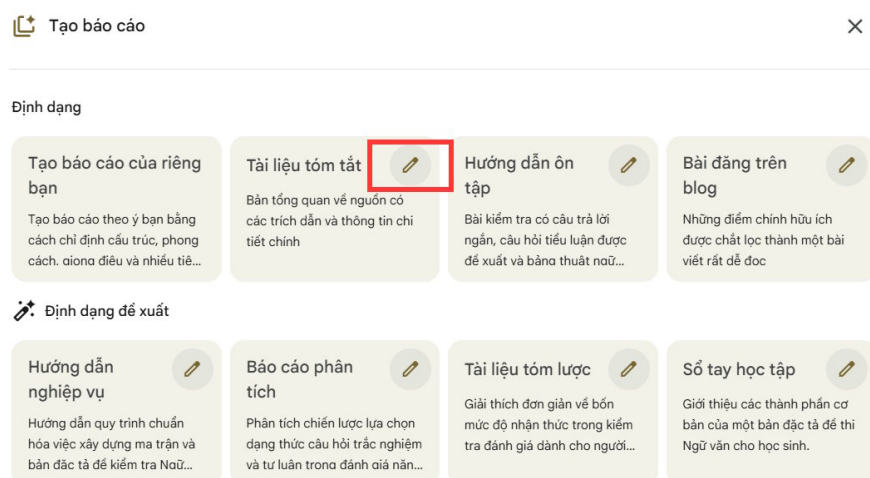 Tạo báo cáo
Định dạng
Tạo báo cáo của riêng
bạn
Tạo báo cáo theo ý bạn bằng
cách chỉ định cấu trúc, phong
cách, giọng điệu và nhiều tiê...
Tài liệu tóm tắt
Bản tổng quan về nguồn có
các trích dẫn và thông tin chi
tiết chính
Hướng dẫn ôn
tập
Bài kiểm tra có câu trả lời
ngắn, câu hỏi tiểu luận được
đề xuất và bảng thuật ngữ...
Bài đăng trên
blog
Những điểm chính hữu ích
được chắt lọc thành một bài
viết rất dễ đọc
Định dạng đề xuất
Hướng dẫn
nghiệp vụ
Hướng dẫn quy trình chuẩn
hóa việc xây dựng ma trận và
bản đặc tả đề kiểm tra Ngữ...
Báo cáo phân
tích
Phân tích chiến lược lựa chọn
dạng thức câu hỏi trắc nghiệm
và tự luận trong đánh giá năn...
Tài liệu tóm lược
Giải thích đơn giản về bốn
mức độ nhận thức trong kiểm
tra đánh giá dành cho người...
Sổ tay học tập
Giới thiệu các thành phần cơ
bản của một bản đặc tả đề thi
Ngữ văn cho học sinh.